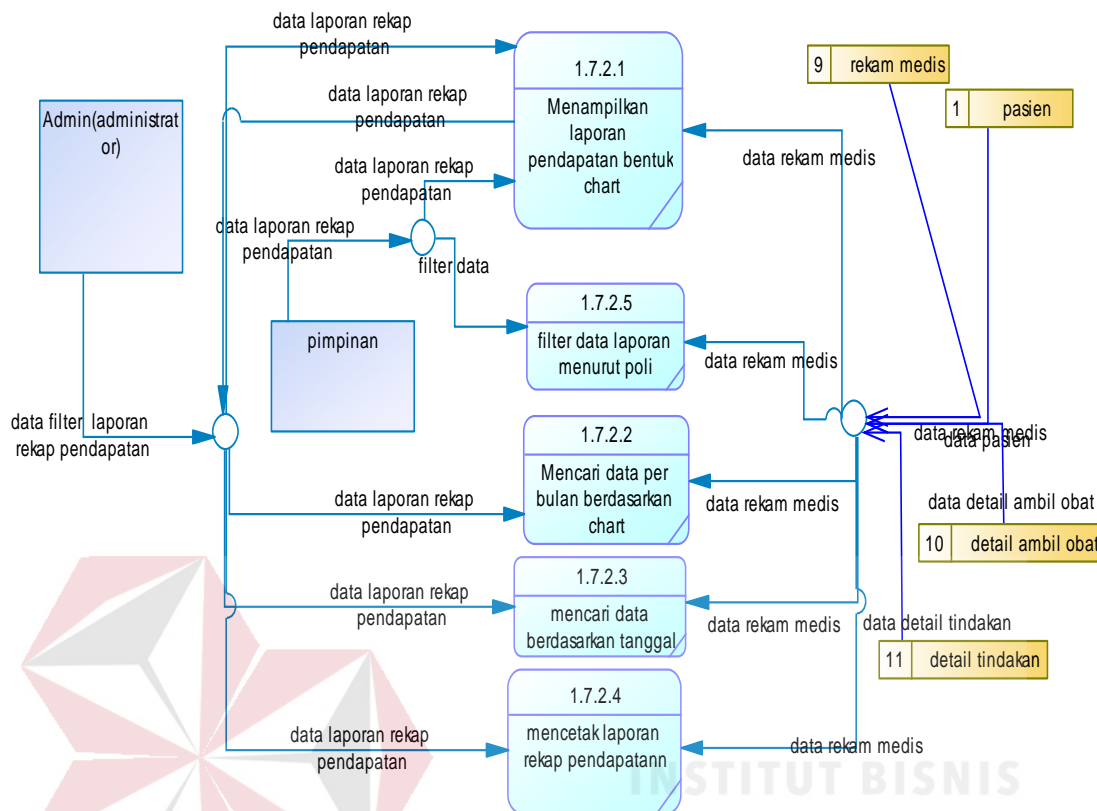 data laporan rekap
pendapatan
Admin(administrat
or)
data laporan rekap
pendapatan
data laporan rekap
pendapatan
1.7.2.1
Menampilkan
laporan
pendapatan bentuk
chart
9 rekam medis
1 pasien
data rekam medis
data laporan rekap
pendapatan
filter data
pimpinan
1.7.2.5
filter data laporan
menurut poli
data rekam medis
data filter laporan
rekap pendapatan
1.7.2.2
Mencari data per
bulan berdasarkan
chart
data rekam medis
data pasien
data laporan rekap
pendapatan
data rekam medis
data detail ambil obat
10 detail ambil obat
1.7.2.3
mencari data
berdasarkan tanggal
data laporan rekap
pendapatan
data rekam medis
data detail tindakan
11 detail tindakan
1.7.2.4
mencetak laporan
rekap pendapatann
data laporan rekap
pendapatan
data rekam medis
INSTITUT BISNIS